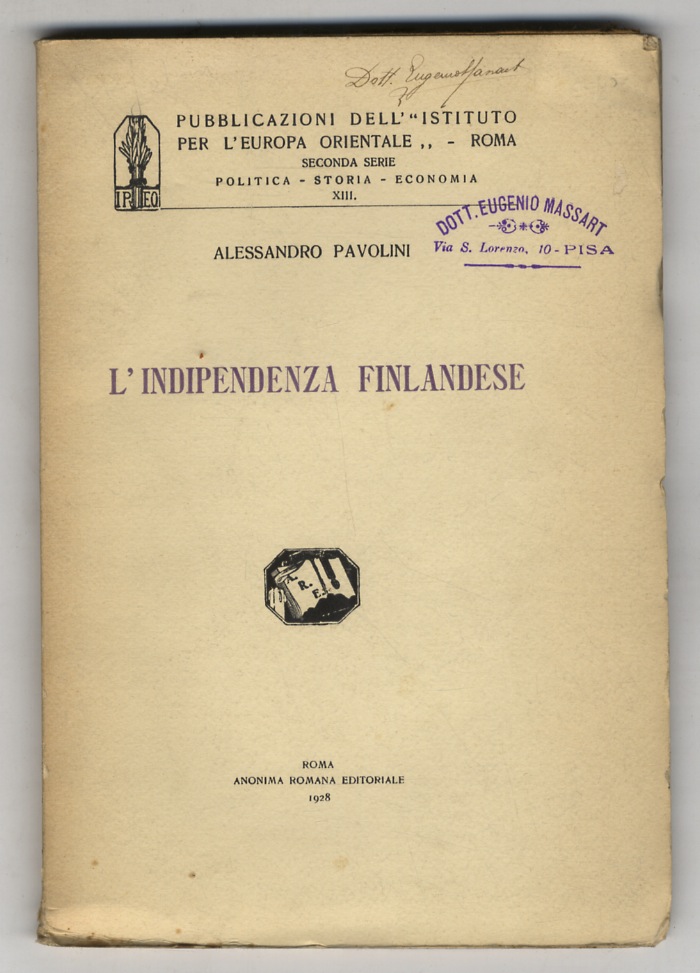 Dott. Eugenio Massart
PUBBLICAZIONI DELL'"ISTITUTO
PER L'EUROPA ORIENTALE „ - ROMA
SECONDA SERIE
POLITICA - STORIA - ECONOMIA
XIII.
IPEO
DOTT. EUGENIO MASSART
Via S. Lorenzo, 10 - PISA
ALESSANDRO PAVOLINI
L'INDIPENDENZA FINLANDESE
A.
R.
E.
ROMA
ANONIMA ROMANA EDITORIALE
1928